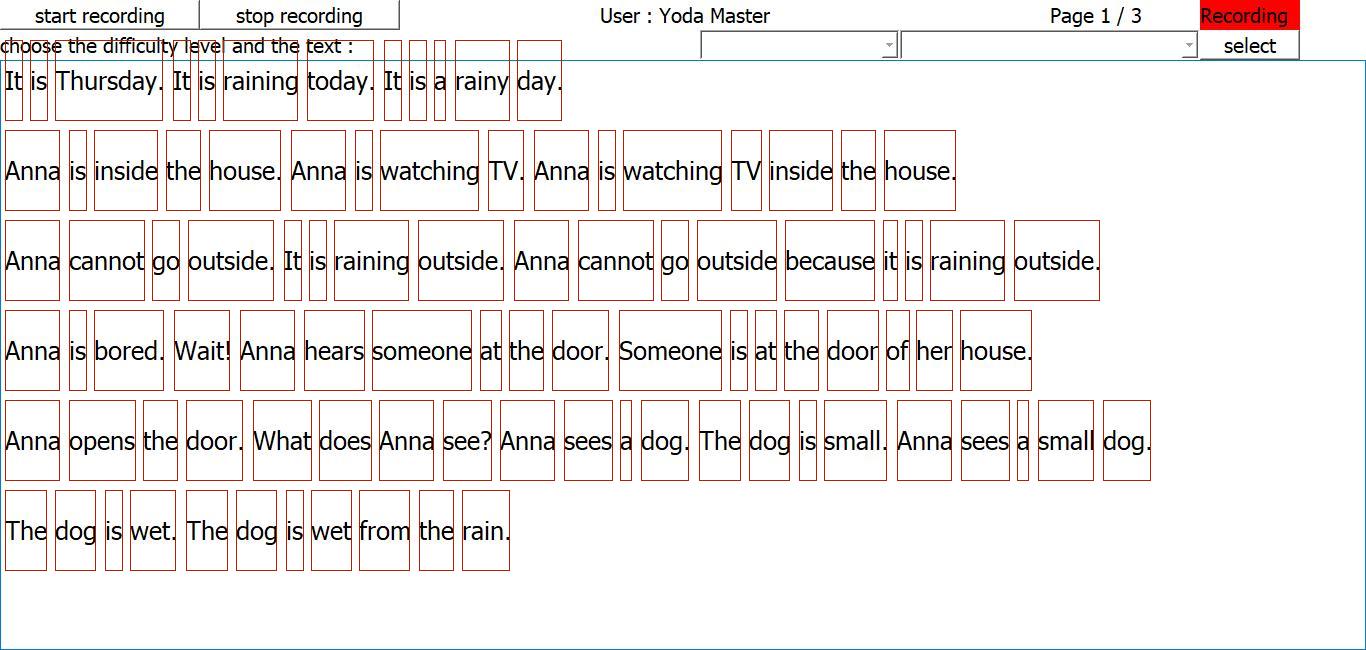 start recording stop recording User : Yoda Master Page 1 / 3 Recording
choose the difficulty level and the text : select
It is Thursday. It is raining today. It is a rainy day.
Anna is inside the house. Anna is watching TV. Anna is watching TV inside the house.
Anna cannot go outside. It is raining outside. Anna cannot go outside because it is raining outside.
Anna is bored. Wait! Anna hears someone at the door. Someone is at the door of her house.
Anna opens the door. What does Anna see? Anna sees a dog. The dog is small. Anna sees a small dog.
The dog is wet. The dog is wet from the rain.